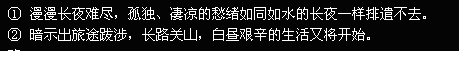 ① 漫漫长夜难尽，孤独、凄凉的愁绪如同如水的长夜一样排遣不去。
② 暗示出旅途跋涉，长路关山，白昼艰辛的生活又将开始。